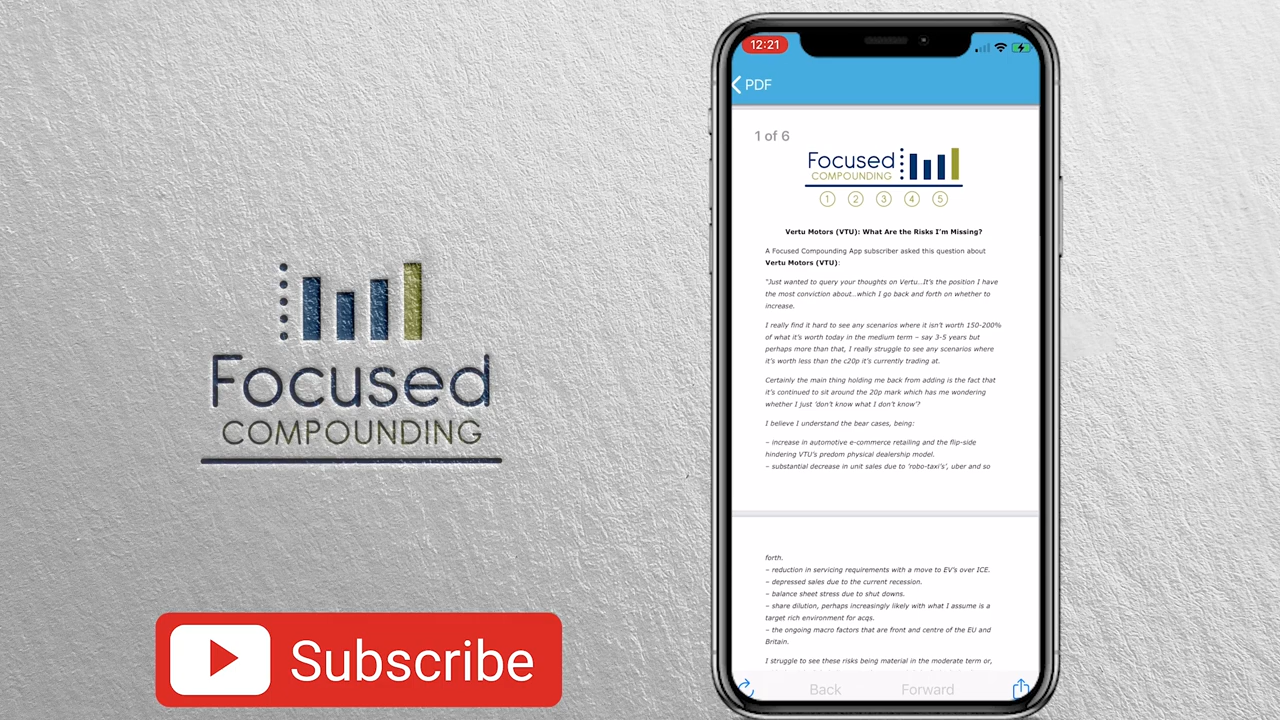 Focused
COMPOUNDING
Subscribe
12:21
PDF
1 of 6
Focused
COMPOUNDING
1 2 3 4 5
Vertu Motors (VTU): What Are the Risks I'm Missing?
A Focused Compounding App subscriber asked this question about
Vertu Motors (VTU):
"Just wanted to query your thoughts on Vertu…It's the position I have
the most conviction about…which I go back and forth on whether to
increase.
I really find it hard to see any scenarios where it isn't worth 150-200%
of what it's worth today in the medium term – say 3-5 years but
perhaps more than that, I really struggle to see any scenarios where
it's worth less than the c20p it's currently trading at.
Certainly the main thing holding me back from adding is the fact that
it's continued to sit around the 20p mark which has me wondering
whether I just 'don't know what I don't know'?
I believe I understand the bear cases, being:
– increase in automotive e-commerce retailing and the flip-side
hindering VTU's predom physical dealership model.
– substantial decrease in unit sales due to 'robo-taxi's', uber and so
forth.
– reduction in servicing requirements with a move to EV's over ICE.
– depressed sales due to the current recession.
– balance sheet stress due to shut downs.
– share dilution, perhaps increasingly likely with what I assume is a
target rich environment for acqs.
– the ongoing macro factors that are front and centre of the EU and
Britain.
I struggle to see these risks being material in the moderate term or,
Back Forward